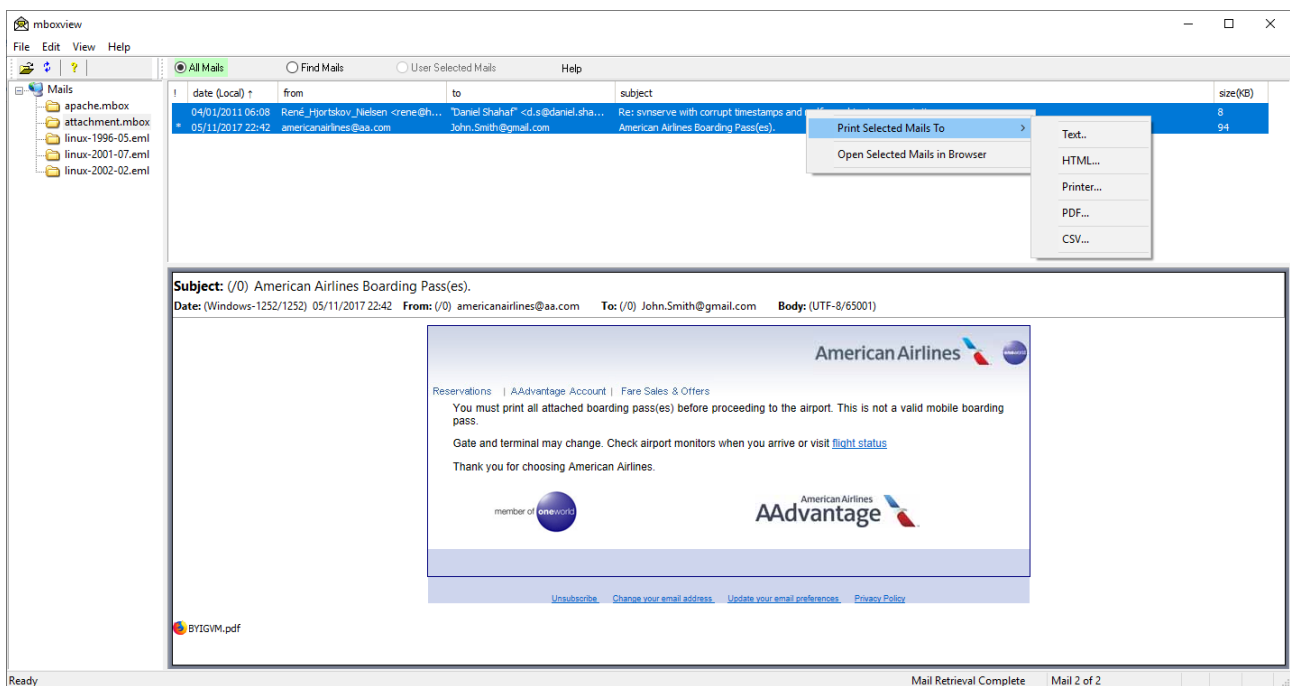 mboxview
File Edit View Help
All Mails Find Mails User Selected Mails Help
Mails
apache.mbox
attachment.mbox
linux-1996-05.eml
linux-2001-07.eml
linux-2002-02.eml
! date (Local) ↑ from to subject size(KB)
04/01/2011 06:08 René_Hjortskov_Nielsen <rene@h... "Daniel Shahaf" <d.s@daniel.sha... Re: svnserve with corrupt timestamps and 8
* 05/11/2017 22:42 americanairlines@aa.com John.Smith@gmail.com American Airlines Boarding Pass(es). 94
Print Selected Mails To >
Open Selected Mails in Browser
Text..
HTML...
Printer...
PDF...
CSV...
Subject: (/0) American Airlines Boarding Pass(es).
Date: (Windows-1252/1252) 05/11/2017 22:42 From: (/0) americanairlines@aa.com To: (/0) John.Smith@gmail.com Body: (UTF-8/65001)
American Airlines oneworld
Reservations | AAdvantage Account | Fare Sales & Offers
You must print all attached boarding pass(es) before proceeding to the airport. This is not a valid mobile boarding
pass.
Gate and terminal may change. Check airport monitors when you arrive or visit flight status
Thank you for choosing American Airlines.
member of oneworld
American Airlines
AAdvantage
Unsubscribe Change your email address Update your email preferences Privacy Policy
BYIGVM.pdf
Ready Mail Retrieval Complete Mail 2 of 2